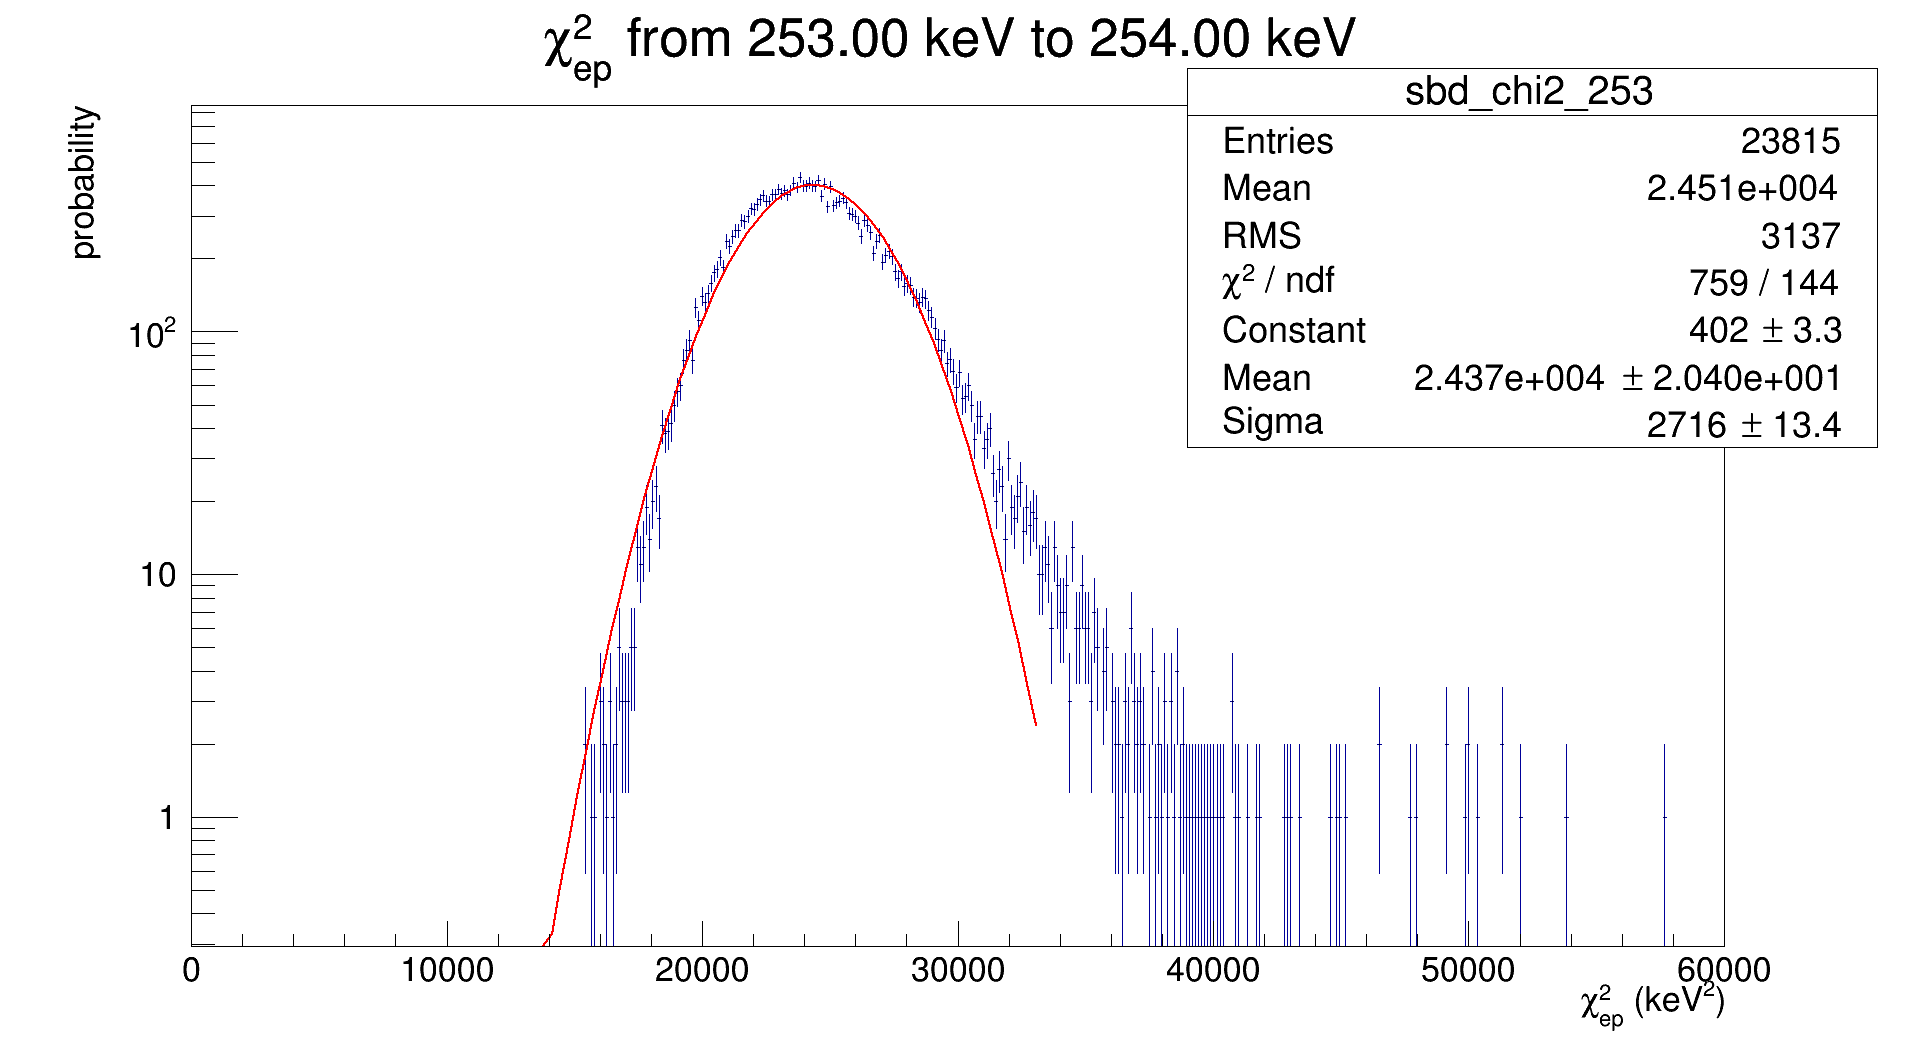 χ²ep from 253.00 keV to 254.00 keV
sbd_chi2_253
Entries 23815
Mean 2.451e+004
RMS 3137
χ² / ndf 759 / 144
Constant 402 ± 3.3
Mean 2.437e+004 ± 2.040e+001
Sigma 2716 ± 13.4
probability
10²
10
1
0 10000 20000 30000 40000 50000 60000
χ²ep (keV²)